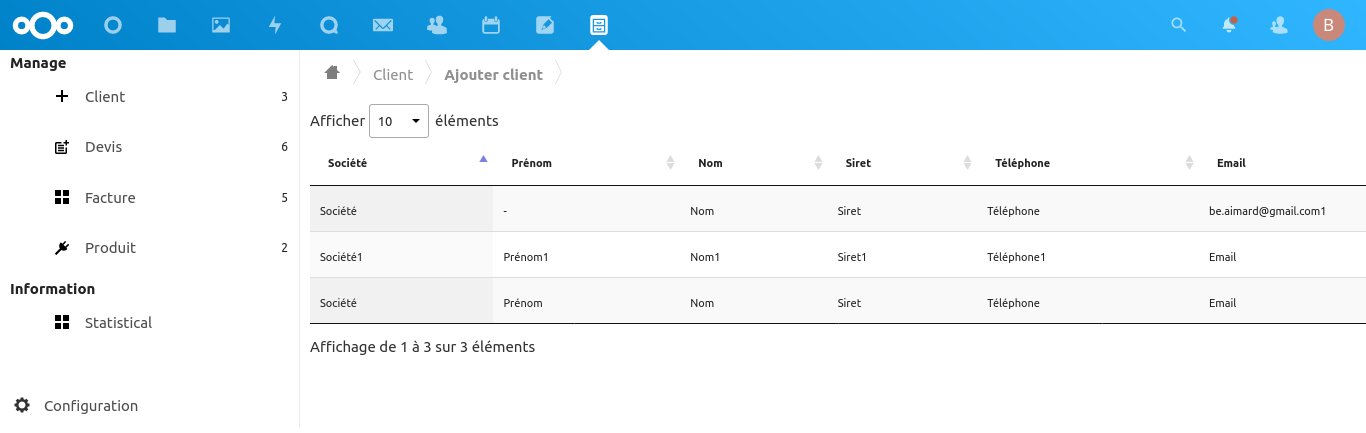 B
Manage
Client 3
Devis 6
Facture 5
Produit 2
Information
Statistical
Configuration
Client Ajouter client
Afficher 10 éléments
Société Prénom Nom Siret Téléphone Email
Société - Nom Siret Téléphone be.aimard@gmail.com1
Société1 Prénom1 Nom1 Siret1 Téléphone1 Email
Société Prénom Nom Siret Téléphone Email
Affichage de 1 à 3 sur 3 éléments